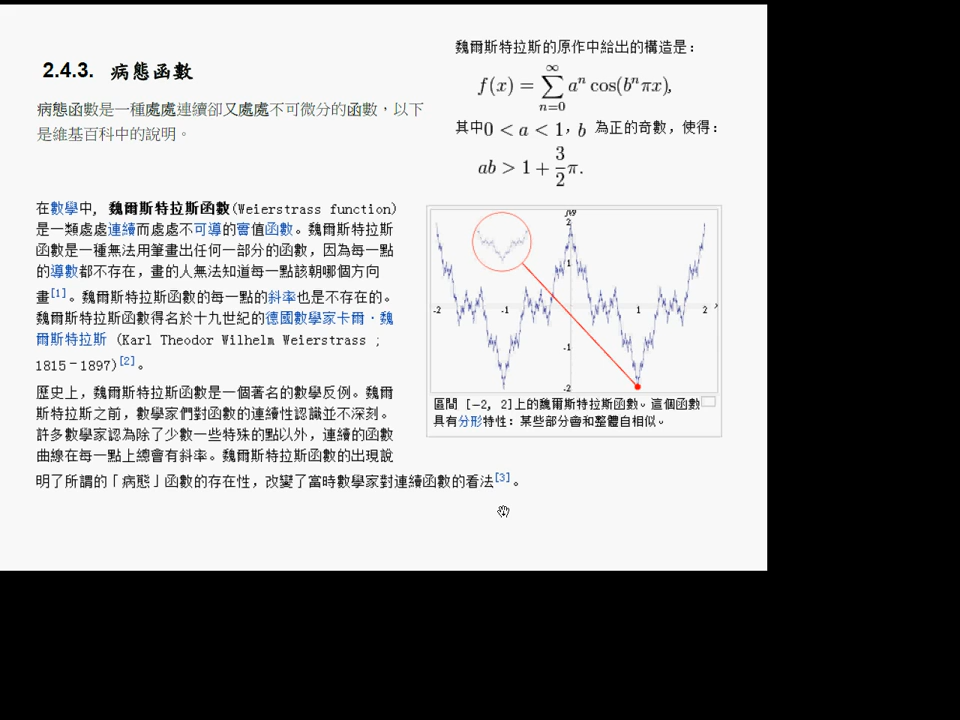 2.4.3. 病態函數
病態函數是一種處處連續卻又處處不可微分的函數，以下
是維基百科中的說明。
在數學中, 魏爾斯特拉斯函數(Weierstrass function)
是一類處處連續而處處不可導的實值函數。魏爾斯特拉斯
函數是一種無法用筆畫出任何一部分的函數，因為每一點
的導數都不存在，畫的人無法知道每一點該朝哪個方向
畫[1]。魏爾斯特拉斯函數的每一點的斜率也是不存在的。
魏爾斯特拉斯函數得名於十九世紀的德國數學家卡爾·魏
爾斯特拉斯 (Karl Theodor Wilhelm Weierstrass ;
1815－1897)[2]。
歷史上，魏爾斯特拉斯函數是一個著名的數學反例。魏爾
斯特拉斯之前，數學家們對函數的連續性認識並不深刻。
許多數學家認為除了少數一些特殊的點以外，連續的函數
曲線在每一點上總會有斜率。魏爾斯特拉斯函數的出現說
明了所謂的「病態」函數的存在性，改變了當時數學家對連續函數的看法[3]。
魏爾斯特拉斯的原作中給出的構造是：
f(x) = ∑_{n=0}^{∞} a^n cos(b^n πx),
其中0 < a < 1，b 為正的奇數，使得：
ab > 1 + 3/2 π.
2
1
-2 -1 1 2 x
-1
-2
區間 [-2, 2]上的魏爾斯特拉斯函數。這個函數
具有分形特性：某些部分會和整體自相似。